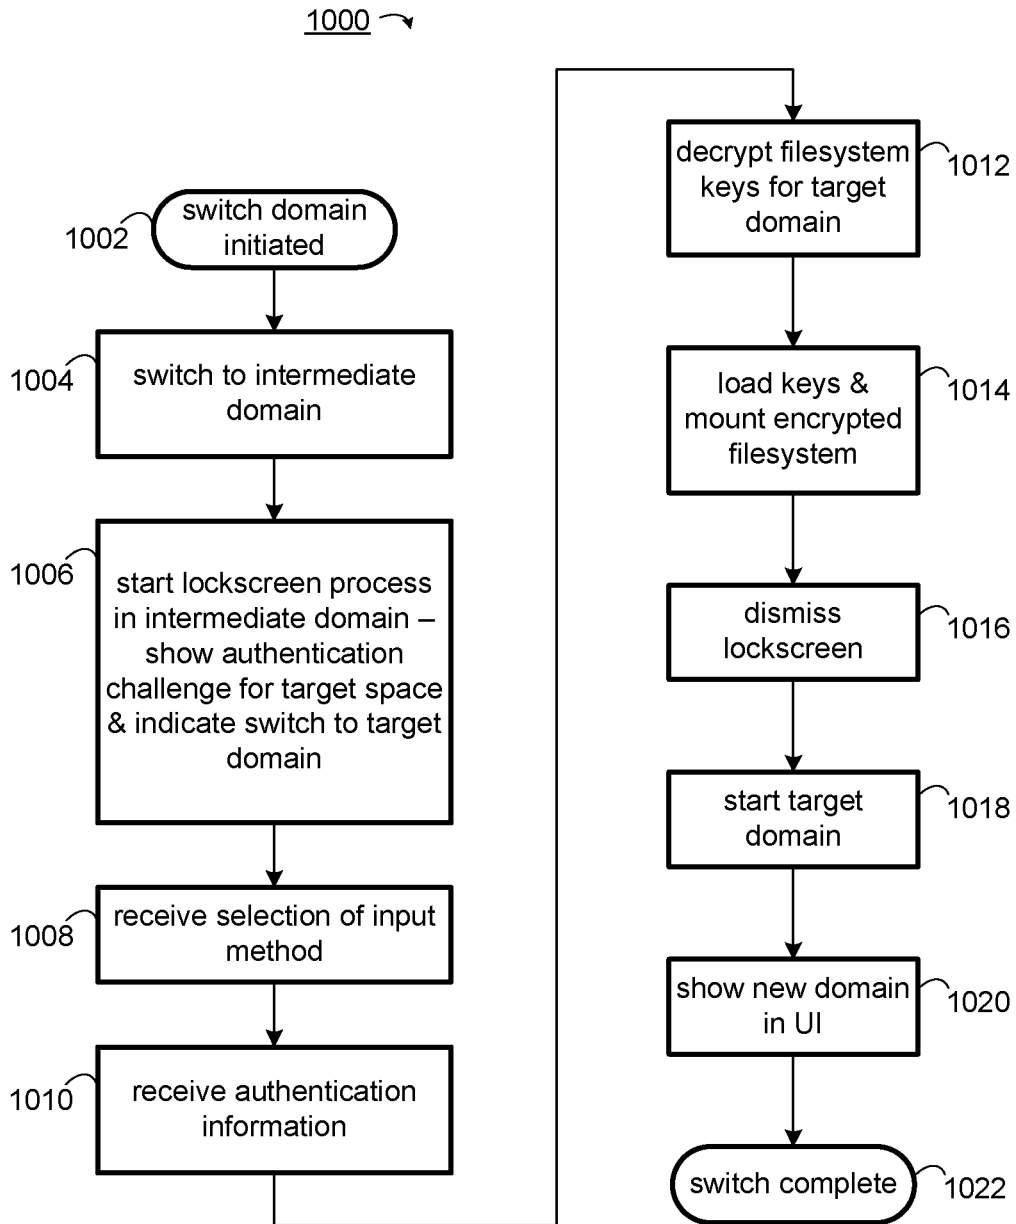 1000
1002
switch domain
initiated
1004
switch to intermediate
domain
1006
start lockscreen process
in intermediate domain –
show authentication
challenge for target space
& indicate switch to target
domain
1008
receive selection of input
method
1010
receive authentication
information
decrypt filesystem
keys for target
domain
1012
load keys &
mount encrypted
filesystem
1014
dismiss
lockscreen
1016
start target
domain
1018
show new domain
in UI
1020
switch complete
1022